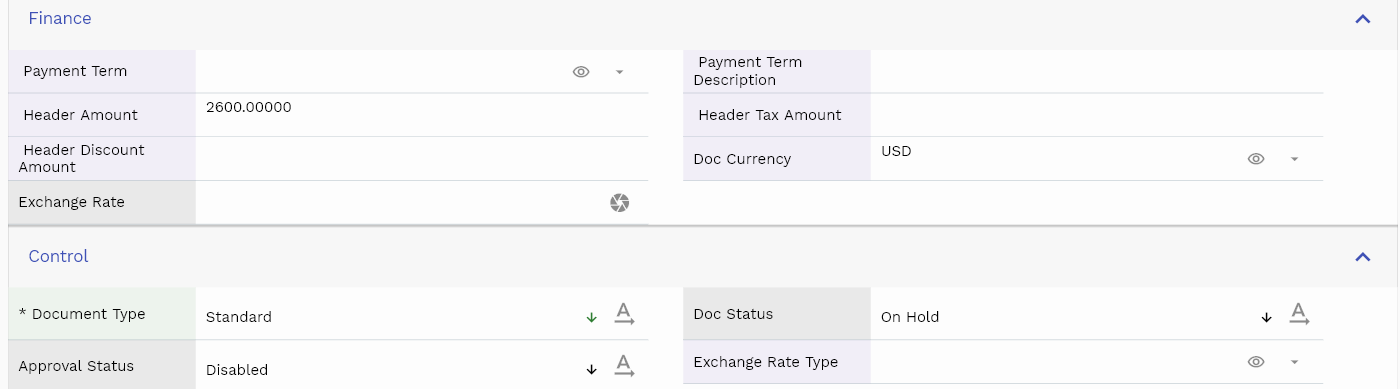 Finance
Payment Term
Payment Term
Description
Header Amount
2600.00000
Header Tax Amount
Header Discount
Amount
Doc Currency
USD
Exchange Rate
Control
* Document Type
Standard
A
Doc Status
On Hold
A
Approval Status
Disabled
A
Exchange Rate Type